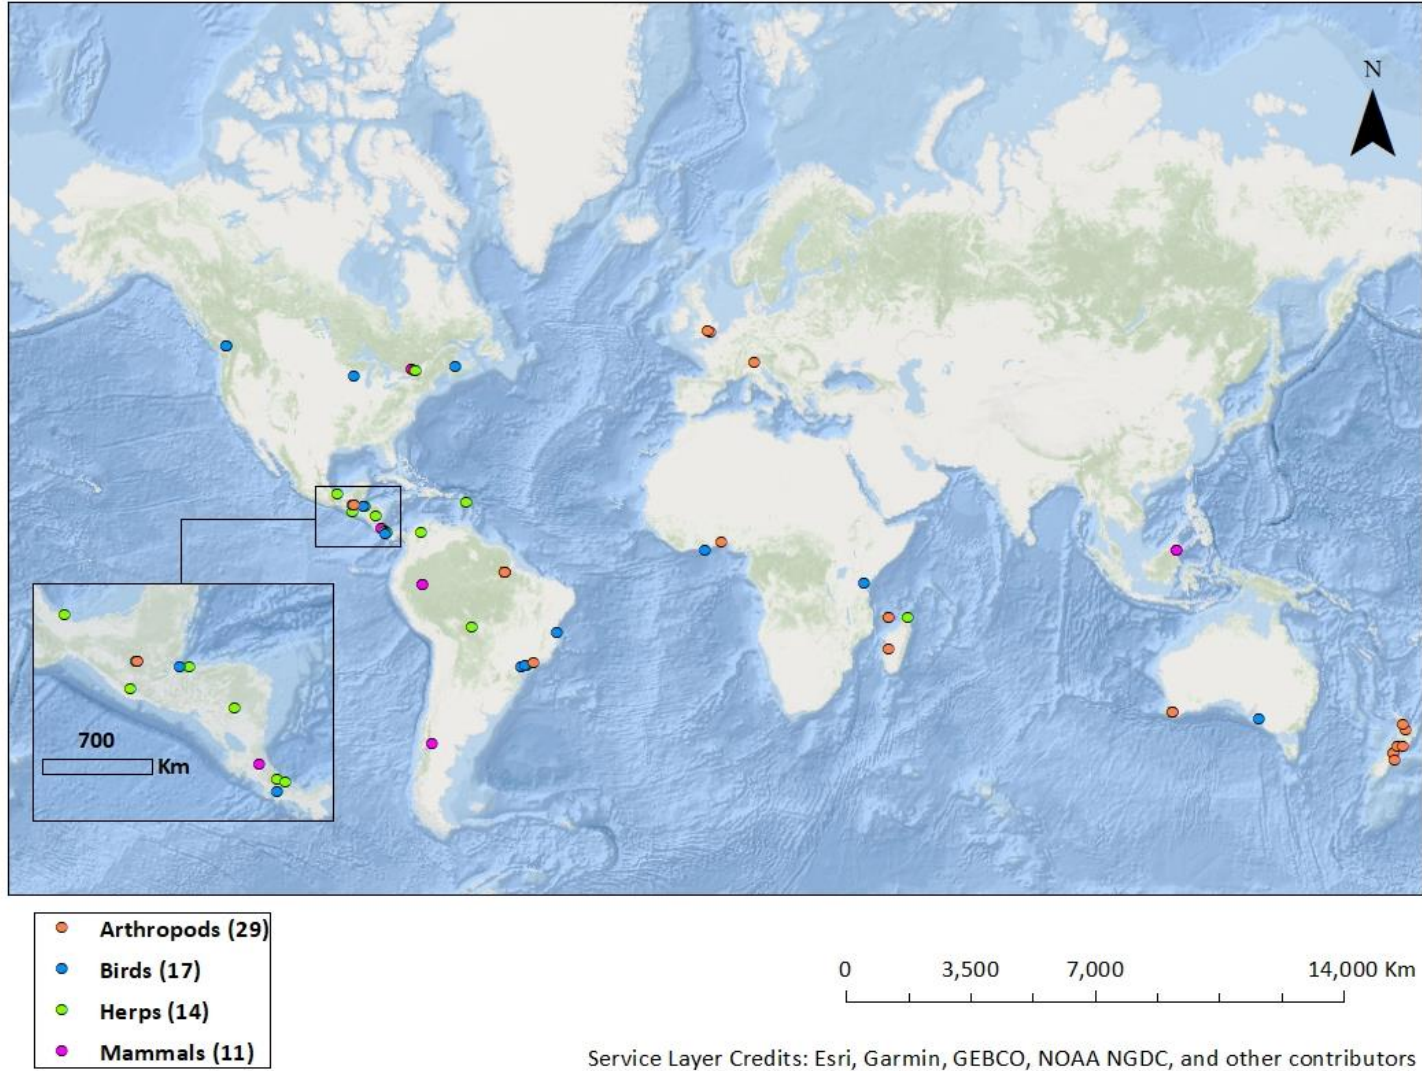 N
700
Km
Arthropods (29)
Birds (17)
Herps (14)
Mammals (11)
0 3,500 7,000 14,000 Km
Service Layer Credits: Esri, Garmin, GEBCO, NOAA NGDC, and other contributors